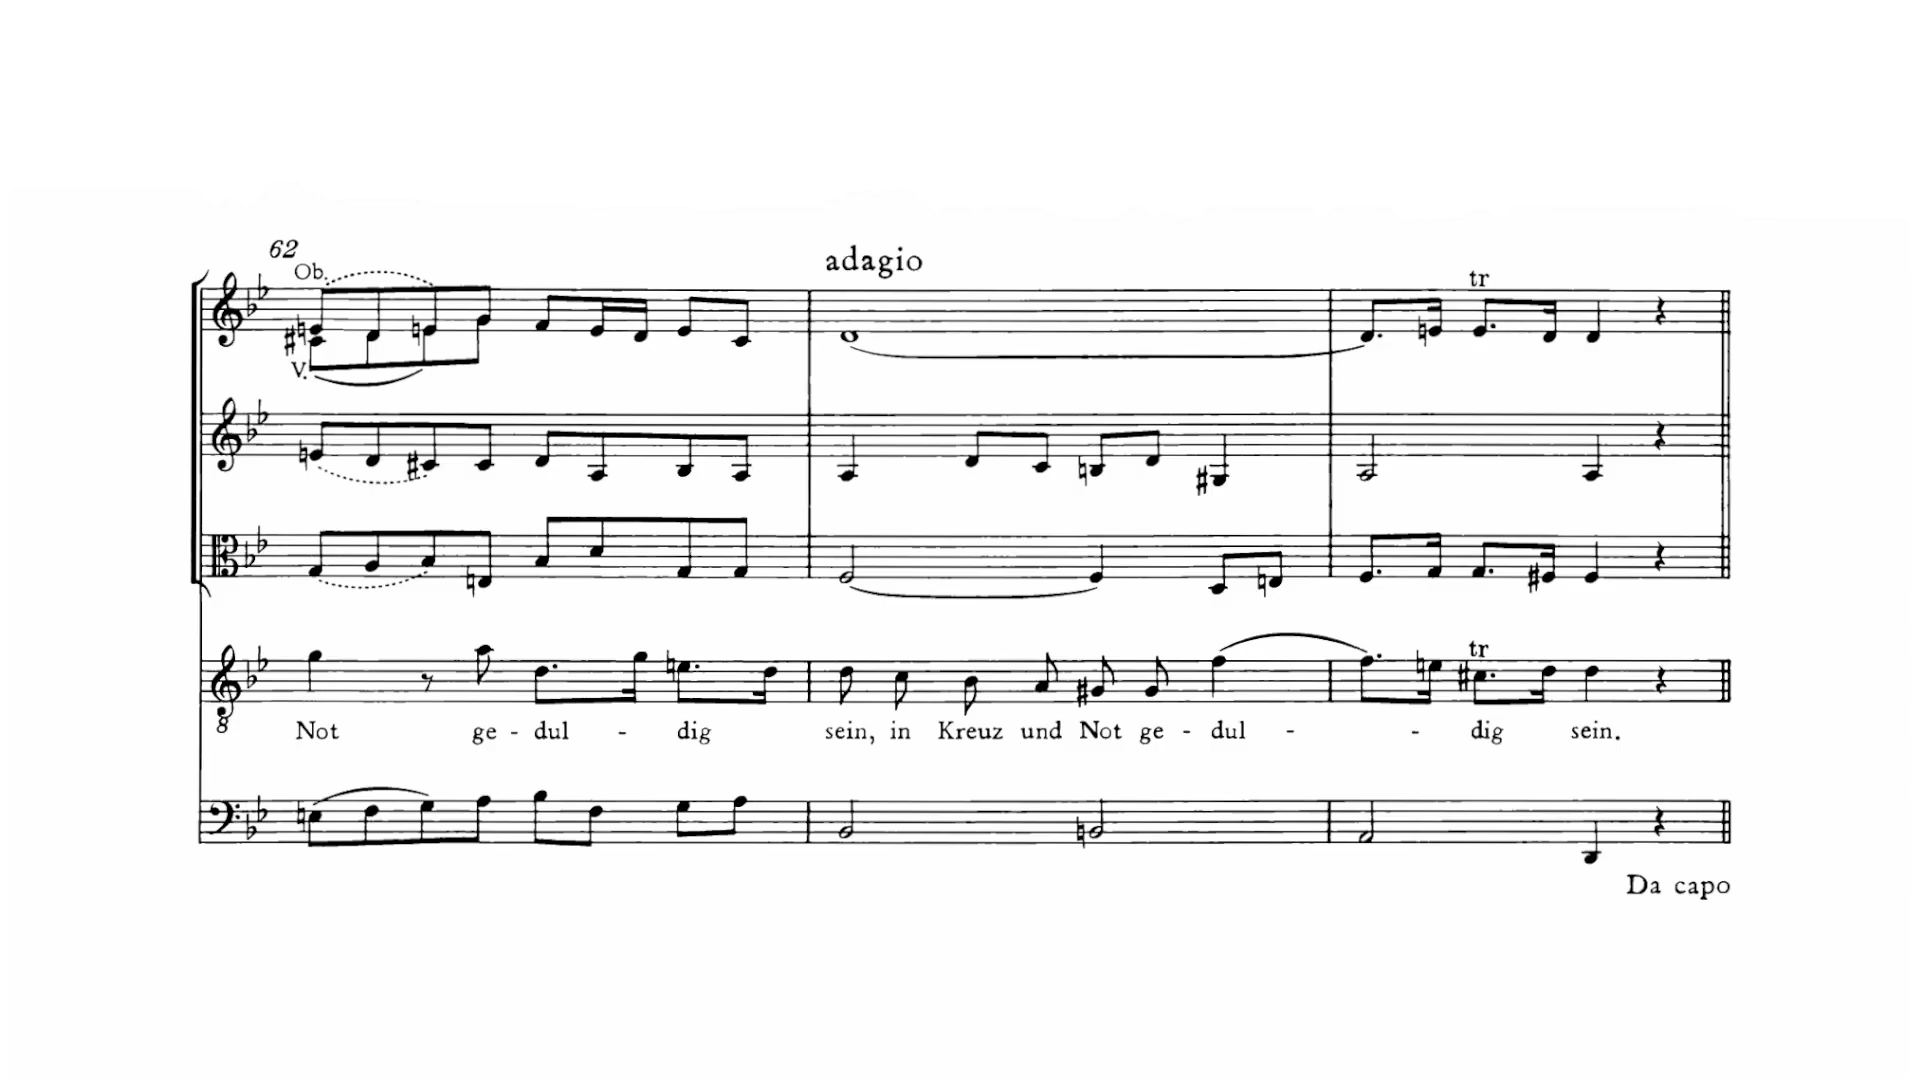 62
Ob.
adagio
tr
V.
tr
8
Not ge - dul - dig sein, in Kreuz und Not ge - dul - - dig sein.
Da capo